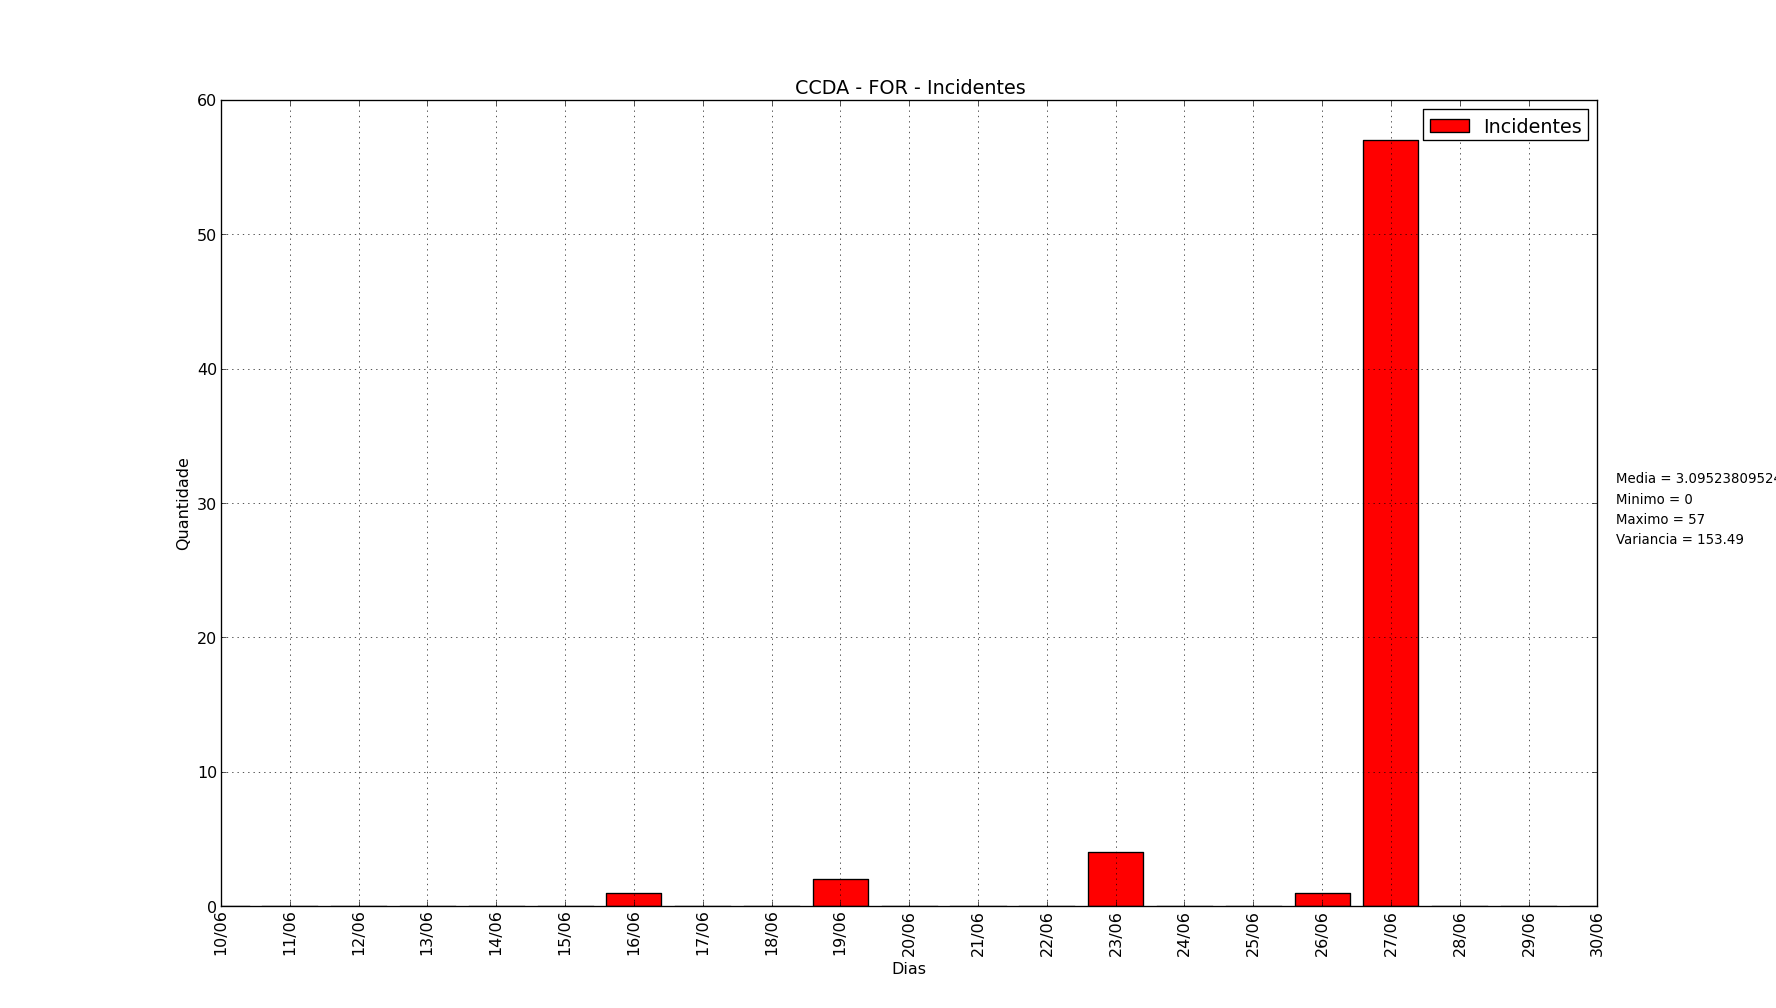 CCDA - FOR - Incidentes
Incidentes
60
50
40
30
20
10
0
Quantidade
Media = 3.09523809524
Minimo = 0
Maximo = 57
Variancia = 153.49
10/06 11/06 12/06 13/06 14/06 15/06 16/06 17/06 18/06 19/06 20/06 21/06 22/06 23/06 24/06 25/06 26/06 27/06 28/06 29/06 30/06
Dias